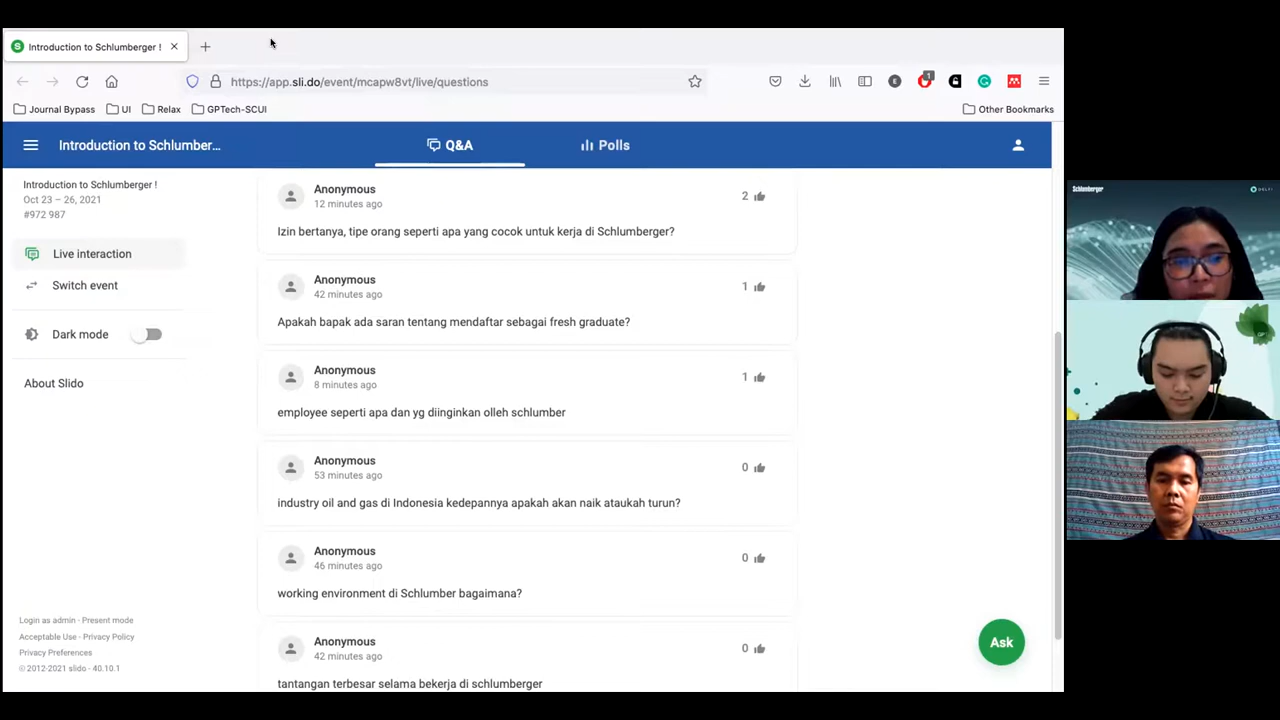 Introduction to Schlumberger !
https://app.sli.do/event/mcapw8vt/live/questions
1
Journal Bypass
UI
Relax
GPTech-SCUI
Other Bookmarks
Introduction to Schlumber...
Q&A
Polls
Introduction to Schlumberger !
Oct 23 – 26, 2021
#972 987
Live interaction
Switch event
Dark mode
About Slido
Login as admin - Present mode
Acceptable Use - Privacy Policy
Privacy Preferences
© 2012-2021 slido - 40.10.1
Anonymous
2
12 minutes ago
Izin bertanya, tipe orang seperti apa yang cocok untuk kerja di Schlumberger?
Anonymous
1
42 minutes ago
Apakah bapak ada saran tentang mendaftar sebagai fresh graduate?
Anonymous
1
8 minutes ago
employee seperti apa dan yg diinginkan olleh schlumber
Anonymous
0
53 minutes ago
industry oil and gas di Indonesia kedepannya apakah akan naik ataukah turun?
Anonymous
0
46 minutes ago
working environment di Schlumber bagaimana?
Anonymous
0
42 minutes ago
tantangan terbesar selama bekerja di schlumberger
Ask
Schlumberger